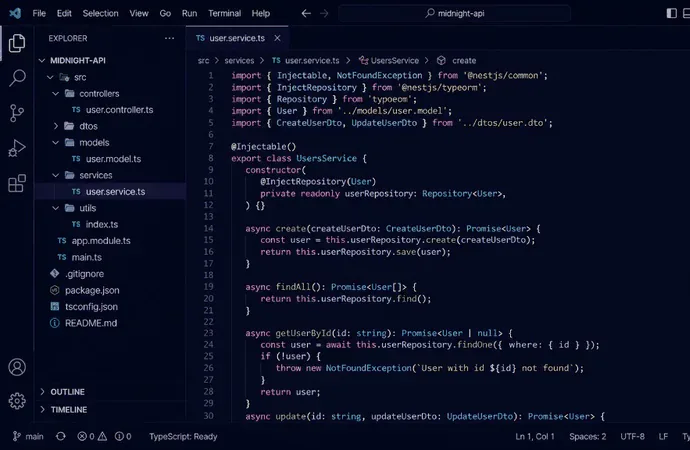 File Edit Selection View Go Run Terminal Help midnight-api
EXPLORER
MIDNIGHT-API
src
controllers
TS user.controller.ts
dtos
models
TS user.model.ts
services
TS user.service.ts
utils
TS index.ts
TS app.module.ts
TS main.ts
.gitignore
package.json
tsconfig.json
README.md
OUTLINE
TIMELINE
TS user.service.ts
src > services > TS user.service.ts > UsersService > create
1 import { Injectable, NotFoundException } from '@nestjs/common';
2 import { InjectRepository } from '@nestjs/typeorm';
3 import { Repository } from 'typoeom';
4 import { User } from '../models/user.model';
5 import { CreateUserDto, UpdateUserDto } from '../dtos/user.dto';
6
7 @Injectable()
8 export class UsersService {
9 constructor(
10 @InjectRepository(User)
11 private readonly userRepository: Repository<User>,
12 ) {}
13
14 async create(createUserDto: CreateUserDto): Promise<User> {
15 const user = this.userRepository.create(createUserDto);
16 return this.userRepository.save(user);
17 }
18
19 async findAll(): Promise<User[]> {
20 return this.userRepository.find();
21 }
22
23 async getUserById(id: string): Promise<User | null> {
24 const user = await this.userRepository.findOne({ where: { id } });
25 if (!user) {
26 throw new NotFoundException(`User with id ${id} not found`);
27 }
28 return user;
29 }
30 async update(id: string, updateUserDto: UpdateUserDto): Promise<User> {
main 0 0 TypeScript: Ready Ln 1, Col 1 Spaces: 2 UTF-8 LF Ty